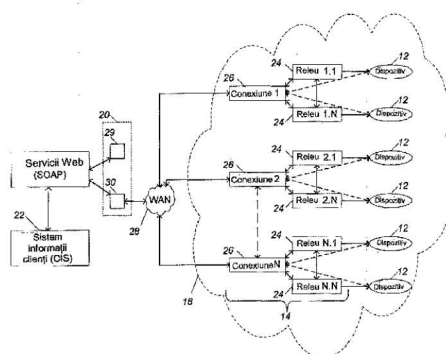 12
24
Releu 1.1
Dispozitiv
26
Conexiune 1
12
Releu 1.N
Dispozitiv
24
20
29
Servicii Web
(SOAP)
30
WAN
28
22
Sistem
informații
clienți (CIS)
12
24
Releu 2.1
Dispozitiv
26
Conexiune 2
12
Releu 2.N
Dispozitiv
24
12
24
Releu N.1
Dispozitiv
26
Conexiune N
12
Releu N.N
Dispozitiv
24
18
14